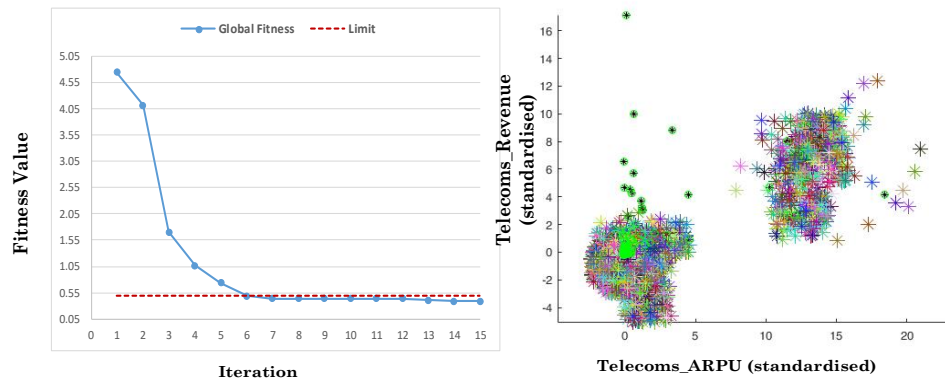 Global Fitness
Limit
5.05
4.55
4.05
3.55
3.05
2.55
2.05
1.55
1.05
0.55
0.05
0 1 2 3 4 5 6 7 8 9 10 11 12 13 14 15
Fitness Value
Iteration
16
14
12
10
8
6
4
2
0
-2
-4
0 5 10 15 20
Telecoms_Revenue
(standardised)
Telecoms_ARPU (standardised)